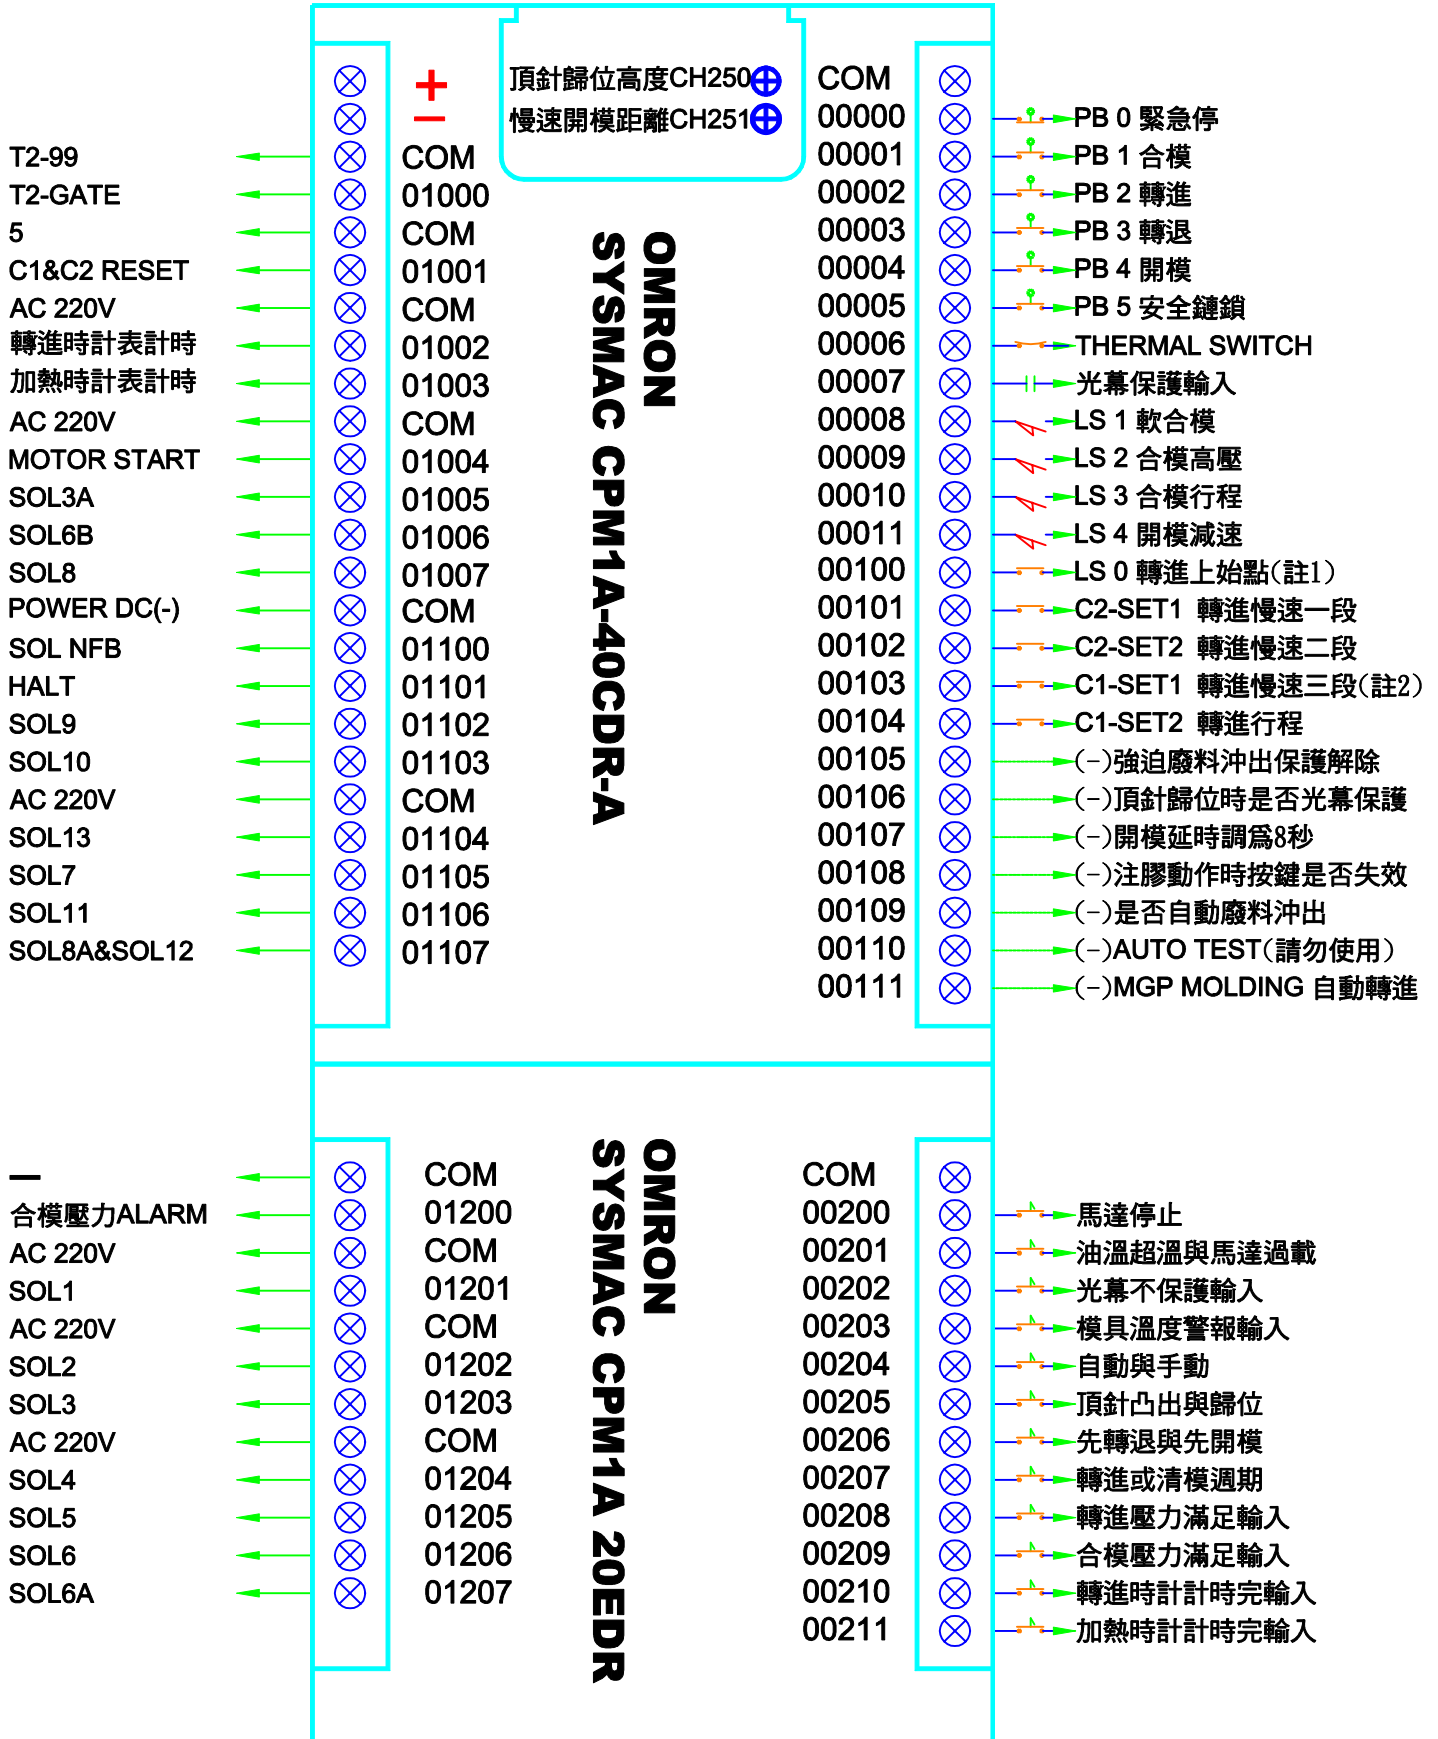 頂針歸位高度CH250
慢速開模距離CH251
+
−
COM
00000 PB 0 緊急停
T2-99 COM 00001 PB 1 合模
T2-GATE 01000 00002 PB 2 轉進
5 COM 00003 PB 3 轉退
C1&C2 RESET 01001 00004 PB 4 開模
AC 220V COM 00005 PB 5 安全鏈鎖
轉進時計表計時 01002 00006 THERMAL SWITCH
加熱時計表計時 01003 00007 光幕保護輸入
AC 220V COM 00008 LS 1 軟合模
MOTOR START 01004 00009 LS 2 合模高壓
SOL3A 01005 00010 LS 3 合模行程
SOL6B 01006 00011 LS 4 開模減速
SOL8 01007 00100 LS 0 轉進上始點(註1)
POWER DC(-) COM 00101 C2-SET1 轉進慢速一段
SOL NFB 01100 00102 C2-SET2 轉進慢速二段
HALT 01101 00103 C1-SET1 轉進慢速三段(註2)
SOL9 01102 00104 C1-SET2 轉進行程
SOL10 01103 00105 (-)強迫廢料沖出保護解除
AC 220V COM 00106 (-)頂針歸位時是否光幕保護
SOL13 01104 00107 (-)開模延時調爲8秒
SOL7 01105 00108 (-)注膠動作時按鍵是否失效
SOL11 01106 00109 (-)是否自動廢料沖出
SOL8A&SOL12 01107 00110 (-)AUTO TEST(請勿使用)
00111 (-)MGP MOLDING 自動轉進
OMRON
SYSMAC CPM1A-40CDR-A
— COM COM
合模壓力ALARM 01200 00200 馬達停止
AC 220V COM 00201 油溫超溫與馬達過載
SOL1 01201 00202 光幕不保護輸入
AC 220V COM 00203 模具溫度警報輸入
SOL2 01202 00204 自動與手動
SOL3 01203 00205 頂針凸出與歸位
AC 220V COM 00206 先轉退與先開模
SOL4 01204 00207 轉進或清模週期
SOL5 01205 00208 轉進壓力滿足輸入
SOL6 01206 00209 合模壓力滿足輸入
SOL6A 01207 00210 轉進時計計時完輸入
00211 加熱時計計時完輸入
OMRON
SYSMAC CPM1A 20EDR